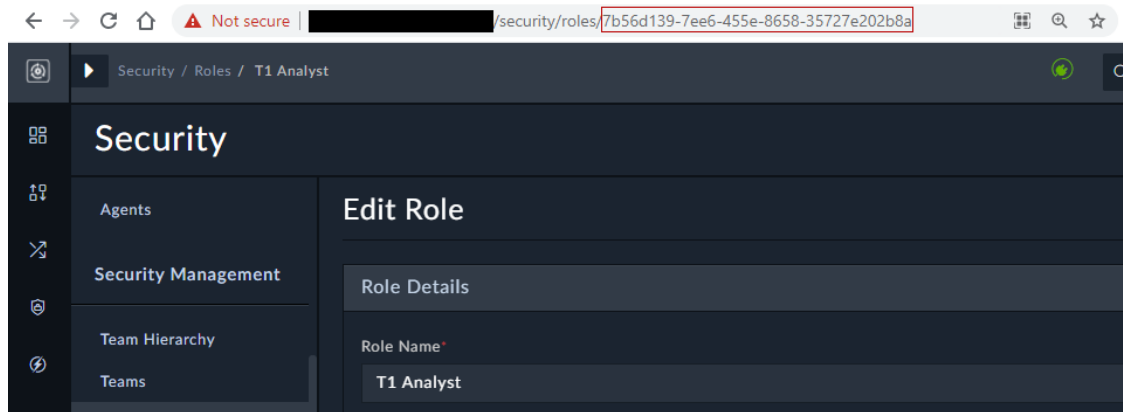 Not secure | /security/roles/7b56d139-7ee6-455e-8658-35727e202b8a
Security / Roles / T1 Analyst
Security
Agents
Edit Role
Security Management
Role Details
Team Hierarchy
Role Name*
Teams
T1 Analyst